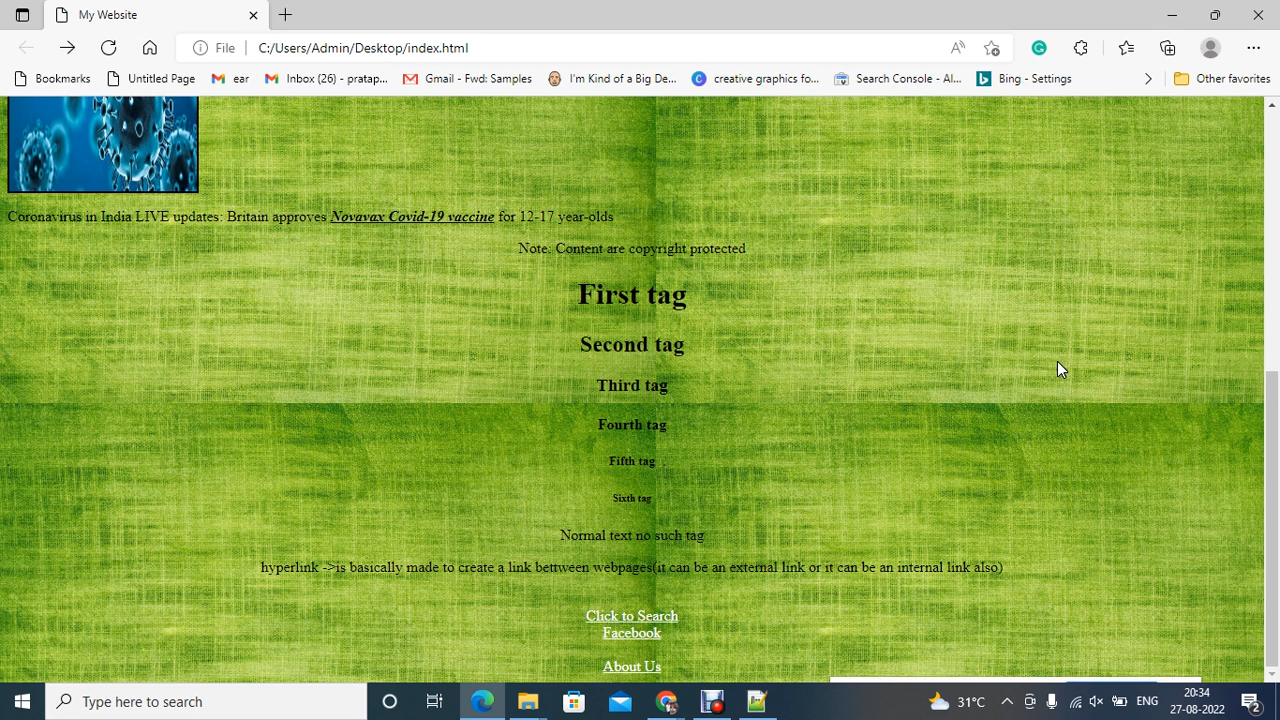 My Website
File
C:/Users/Admin/Desktop/index.html
Bookmarks
Untitled Page
ear
Inbox (26) - pratap...
Gmail - Fwd: Samples
I'm Kind of a Big De...
creative graphics fo...
Search Console - Al...
Bing - Settings
Other favorites
Coronavirus in India LIVE updates: Britain approves Novavax Covid-19 vaccine for 12-17 year-olds
Note: Content are copyright protected
First tag
Second tag
Third tag
Fourth tag
Fifth tag
Sixth tag
Normal text no such tag
hyperlink ->is basically made to create a link bettween webpages(it can be an external link or it can be an internal link also)
Click to Search
Facebook
About Us
Type here to search
31°C
ENG
20:34
27-08-2022
2